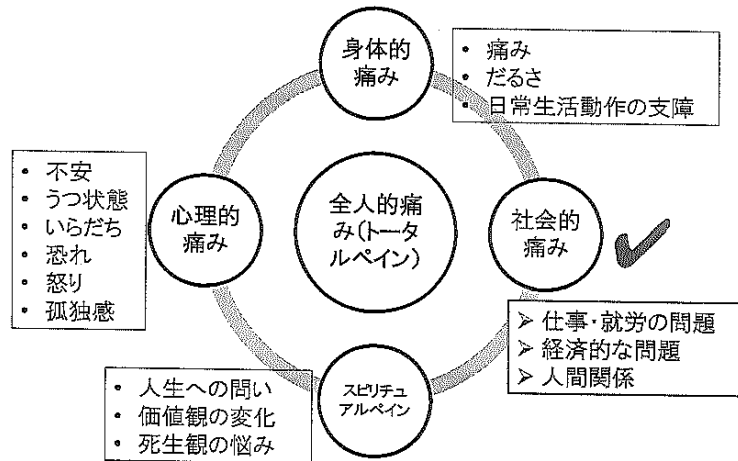 身体的
痛み
・ 痛み
・ だるさ
・ 日常生活動作の支障
・ 不安
・ うつ状態
・ いらだち
・ 恐れ
・ 怒り
・ 孤独感
心理的
痛み
全人的痛
み(トータ
ルペイン)
社会的
痛み
➢ 仕事・就労の問題
➢ 経済的な問題
➢ 人間関係
スピリチュ
アルペイン
・ 人生への問い
・ 価値観の変化
・ 死生観の悩み